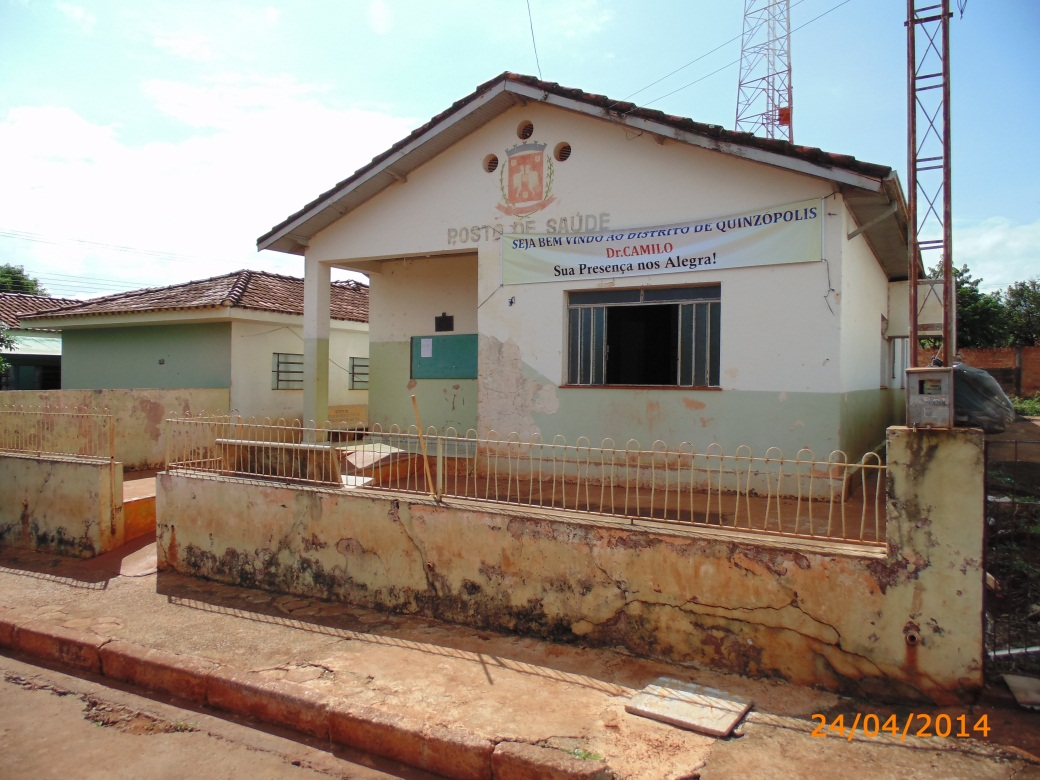 POSTO DE SAÚDE
SEJA BEM VINDO AO DISTRITO DE QUINZOPOLIS
Dr.CAMILO
Sua Presença nos Alegra!
24/04/2014